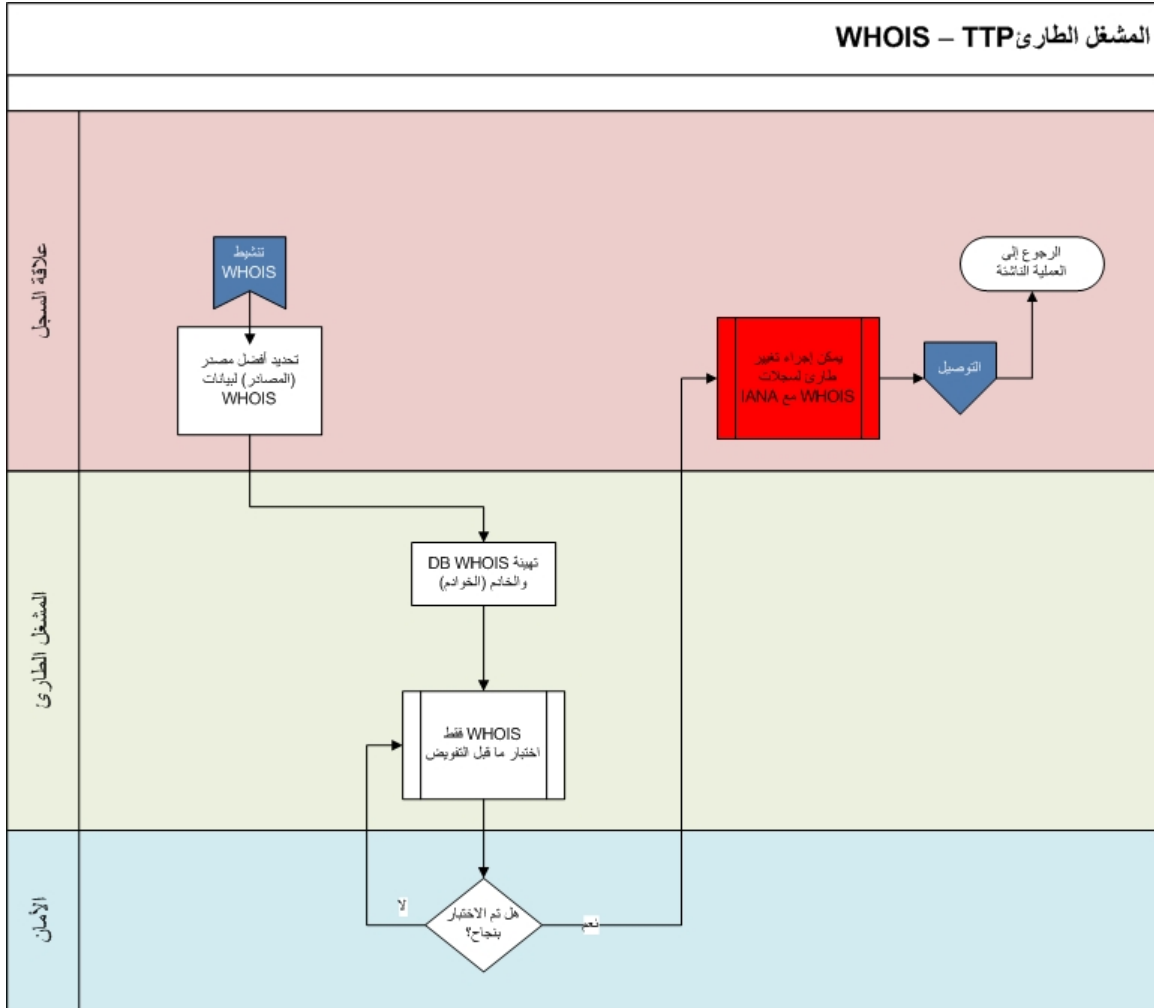 المشغل الطارئWHOIS – TTP
علاقة السجل
تنشيط
WHOIS
تحديد أفضل مصدر
(المصادر) لبيانات
WHOIS
يمكن إجراء تغيير
طارئ لسجلات
WHOIS مع IANA
التوصيل
الرجوع إلى
العملية الناشئة
المشغل الطارئ
تهيئة DB WHOIS
والخادم (الخوادم)
WHOIS فقط
اختبار ما قبل التفويض
الأمان
هل تم الاختبار
بنجاح؟
لا
نعم